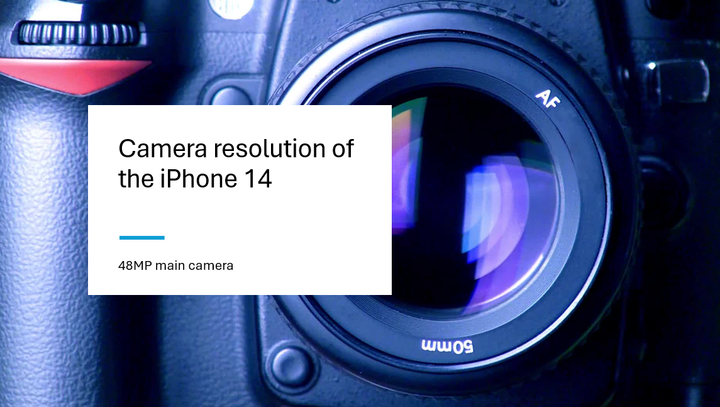 Camera resolution of
the iPhone 14
48MP main camera
AF
50mm